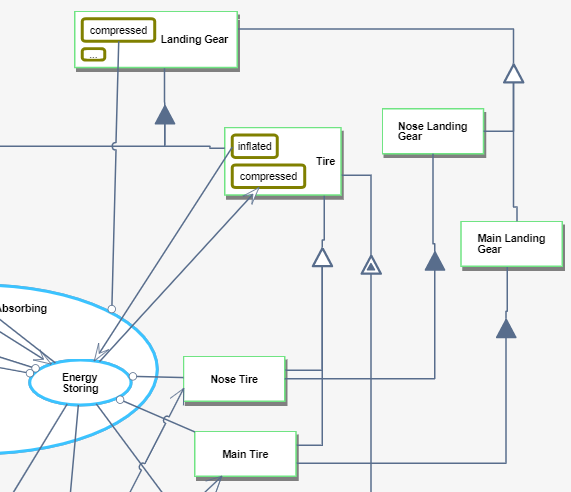 compressed
Landing Gear
...
Nose Landing
Gear
inflated
Tire
compressed
Main Landing
Gear
Absorbing
Energy
Storing
Nose Tire
Main Tire